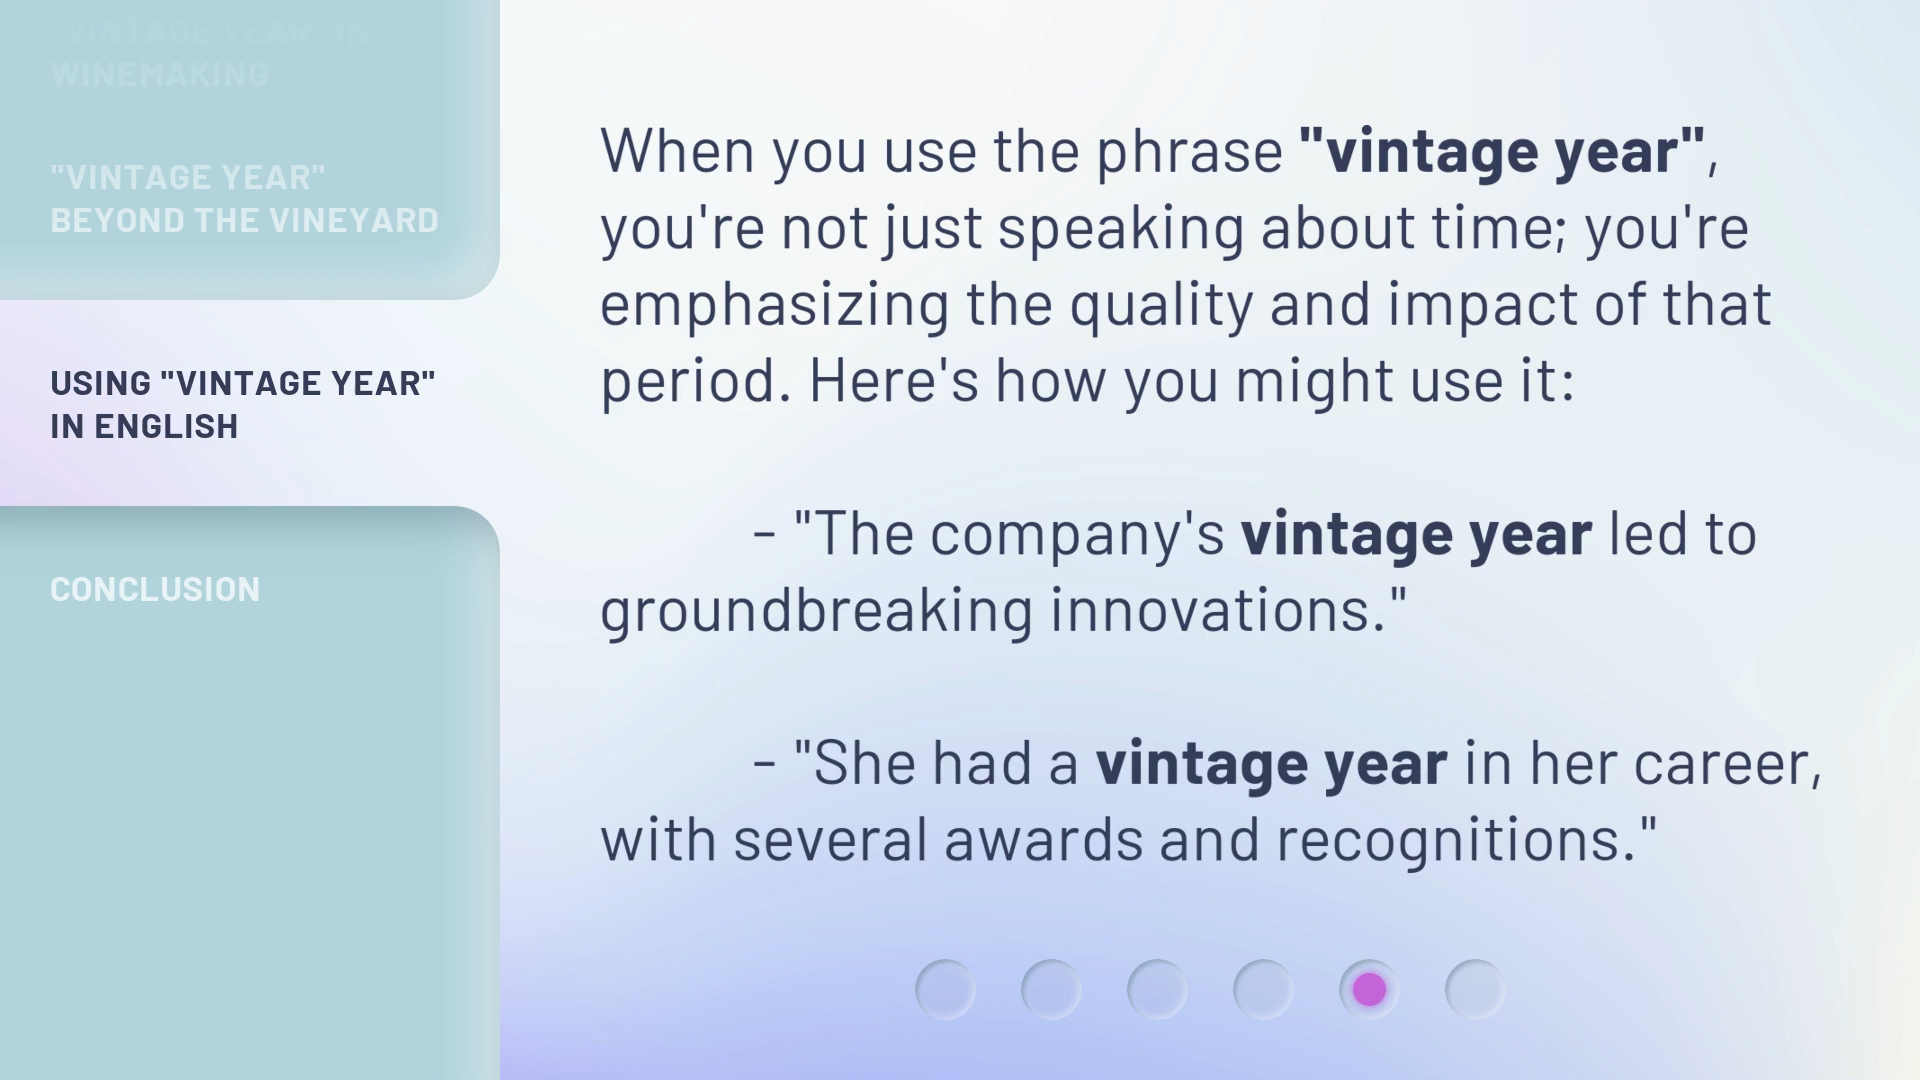 "VINTAGE YEAR" IN
WINEMAKING
"VINTAGE YEAR"
BEYOND THE VINEYARD
USING "VINTAGE YEAR"
IN ENGLISH
CONCLUSION
When you use the phrase "vintage year",
you're not just speaking about time; you're
emphasizing the quality and impact of that
period. Here's how you might use it:
- "The company's vintage year led to
groundbreaking innovations."
- "She had a vintage year in her career,
with several awards and recognitions."